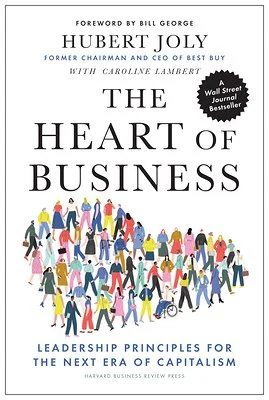 FOREWORD BY BILL GEORGE
HUBERT JOLY
FORMER CHAIRMAN AND CEO OF BEST BUY
WITH CAROLINE LAMBERT
A
Wall Street
Journal
Bestseller
THE
HEART OF
BUSINESS
LEADERSHIP PRINCIPLES FOR
THE NEXT ERA OF CAPITALISM
HARVARD BUSINESS REVIEW PRESS